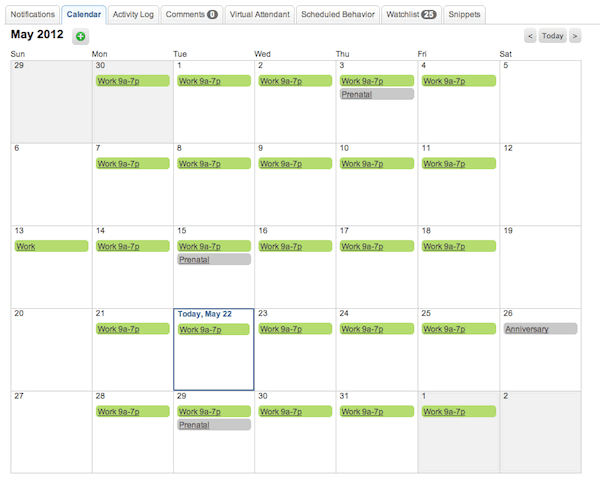 Notifications Calendar Activity Log Comments 0 Virtual Attendant Scheduled Behavior Watchlist 25 Snippets
May 2012 < Today >
Sun Mon Tue Wed Thu Fri Sat
29 30 1 2 3 4 5
Work 9a-7p Work 9a-7p Work 9a-7p Work 9a-7p Work 9a-7p
Prenatal
6 7 8 9 10 11 12
Work 9a-7p Work 9a-7p Work 9a-7p Work 9a-7p Work 9a-7p
13 14 15 16 17 18 19
Work Work 9a-7p Work 9a-7p Work 9a-7p Work 9a-7p Work 9a-7p
Prenatal
20 21 Today, May 22 23 24 25 26
Work 9a-7p Work 9a-7p Work 9a-7p Work 9a-7p Work 9a-7p Anniversary
27 28 29 30 31 1 2
Work 9a-7p Work 9a-7p Work 9a-7p Work 9a-7p Work 9a-7p
Prenatal